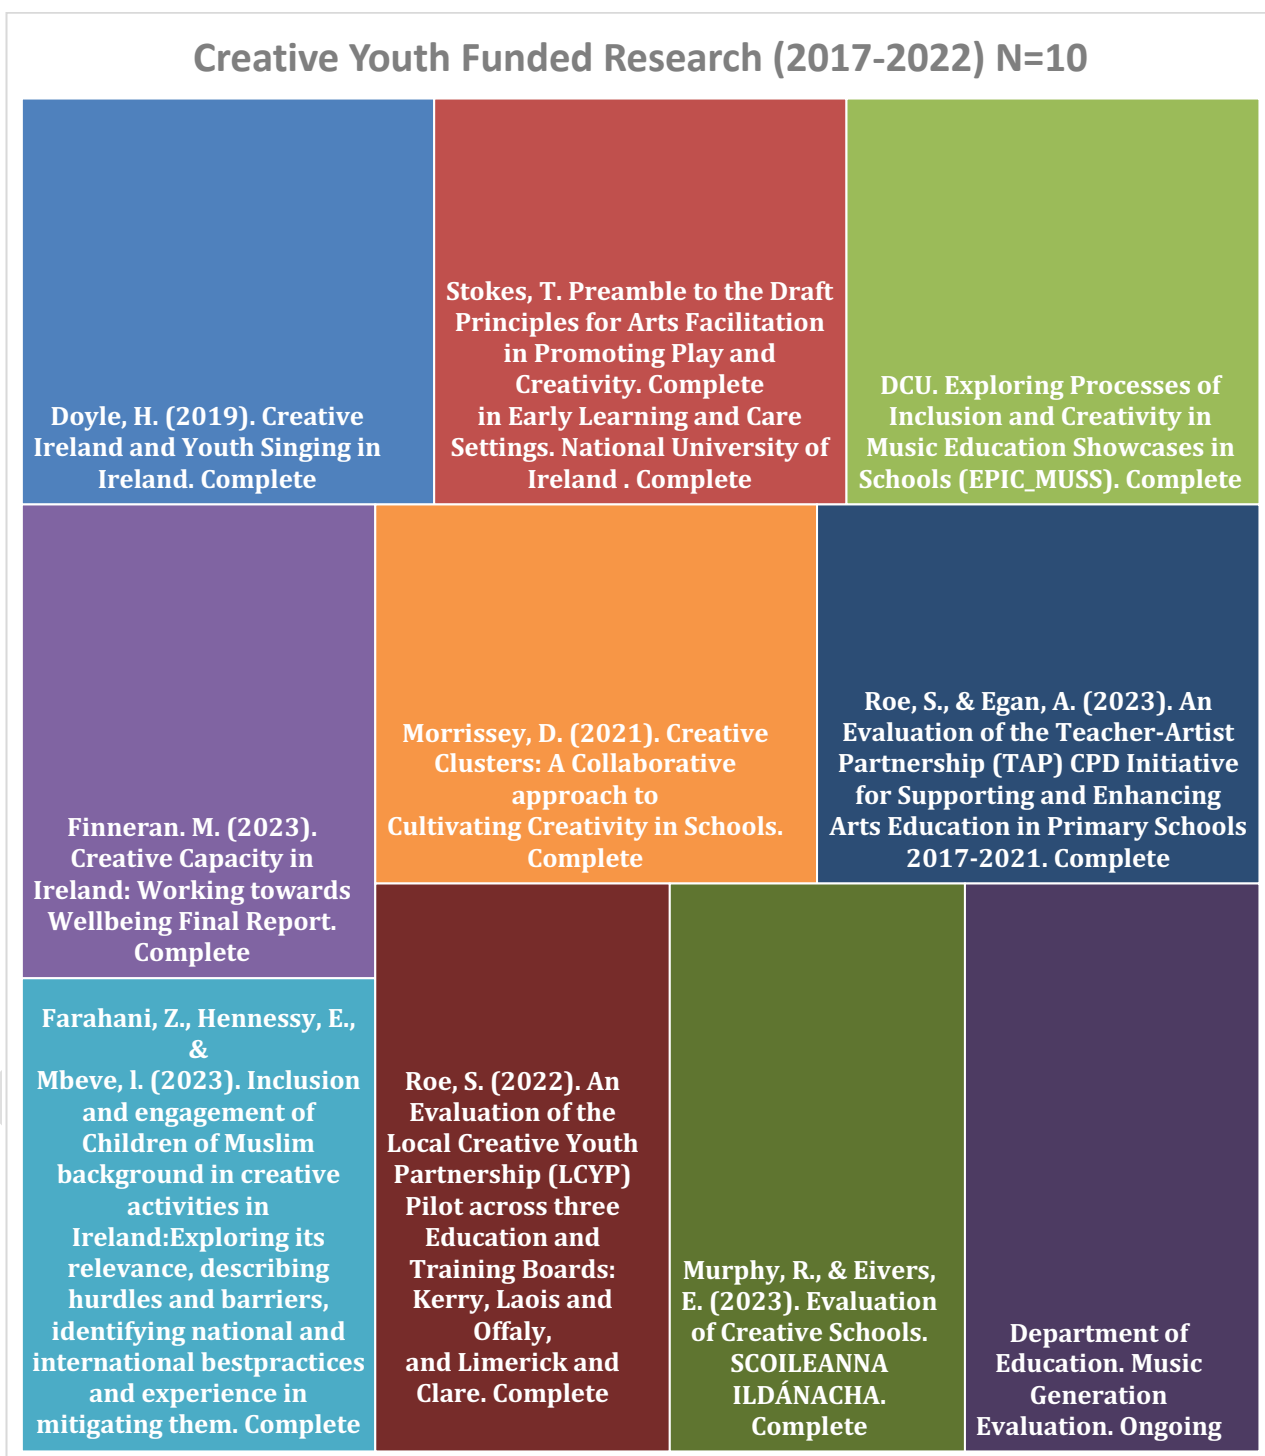 Creative Youth Funded Research (2017-2022) N=10
Doyle, H. (2019). Creative
Ireland and Youth Singing in
Ireland. Complete
Stokes, T. Preamble to the Draft
Principles for Arts Facilitation
in Promoting Play and
Creativity. Complete
in Early Learning and Care
Settings. National University of
Ireland . Complete
DCU. Exploring Processes of
Inclusion and Creativity in
Music Education Showcases in
Schools (EPIC_MUSS). Complete
Finneran. M. (2023).
Creative Capacity in
Ireland: Working towards
Wellbeing Final Report.
Complete
Morrissey, D. (2021). Creative
Clusters: A Collaborative
approach to
Cultivating Creativity in Schools.
Complete
Roe, S., & Egan, A. (2023). An
Evaluation of the Teacher-Artist
Partnership (TAP) CPD Initiative
for Supporting and Enhancing
Arts Education in Primary Schools
2017-2021. Complete
Farahani, Z., Hennessy, E.,
&
Mbeve, l. (2023). Inclusion
and engagement of
Children of Muslim
background in creative
activities in
Ireland:Exploring its
relevance, describing
hurdles and barriers,
identifying national and
international bestpractices
and experience in
mitigating them. Complete
Roe, S. (2022). An
Evaluation of the
Local Creative Youth
Partnership (LCYP)
Pilot across three
Education and
Training Boards:
Kerry, Laois and
Offaly,
and Limerick and
Clare. Complete
Murphy, R., & Eivers,
E. (2023). Evaluation
of Creative Schools.
SCOILEANNA
ILDÁNACHA.
Complete
Department of
Education. Music
Generation
Evaluation. Ongoing